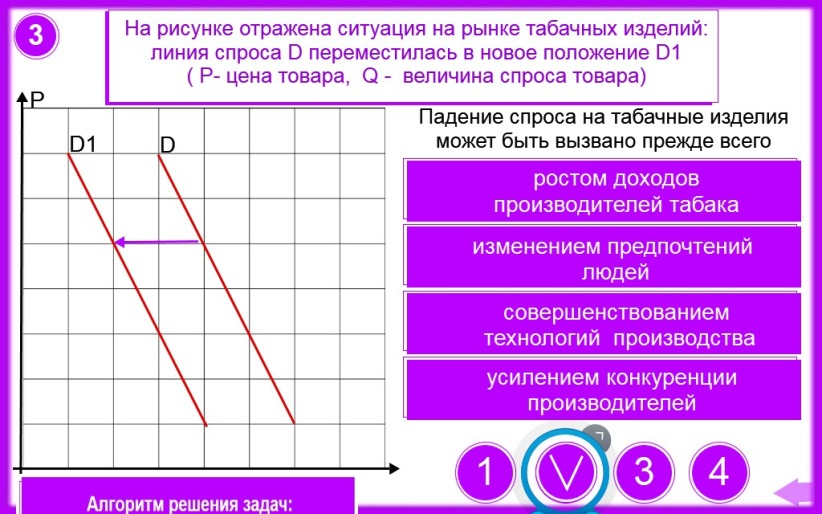 3
На рисунке отражена ситуация на рынке табачных изделий:
линия спроса D переместилась в новое положение D1
( P- цена товара, Q - величина спроса товара)
P
D1
D
Падение спроса на табачные изделия
может быть вызвано прежде всего
ростом доходов
производителей табака
изменением предпочтений
людей
совершенствованием
технологий производства
усилением конкуренции
производителей
1
3
4
Алгоритм решения задач: